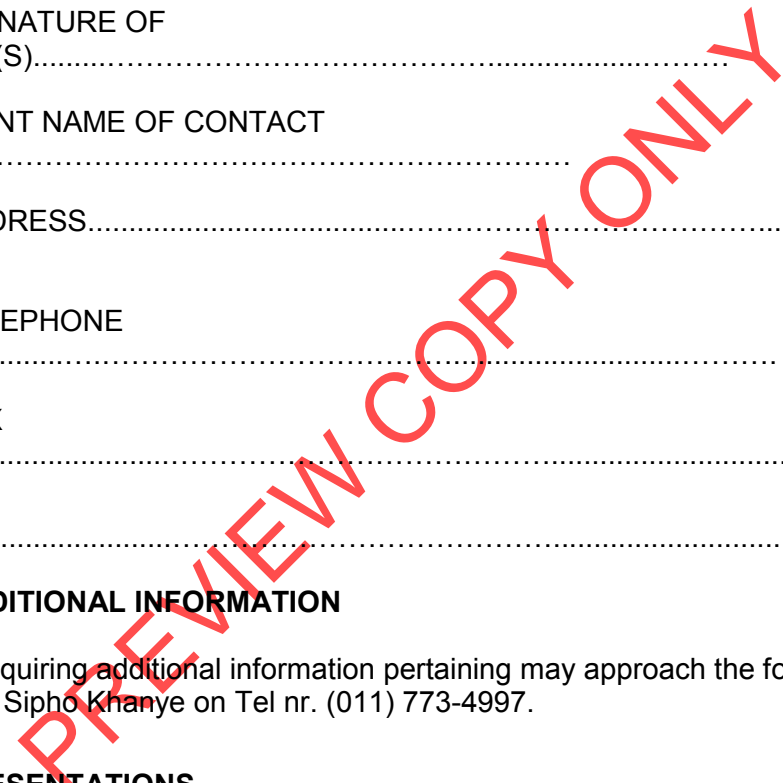 NATURE OF
(S)..........……………………………………......................………
NT NAME OF CONTACT
……………………………………………………………
DRESS.......................................………………………………………...
EPHONE
........………………………………………...........................………
X
......................……………………………………............................
......................……………………………………............................
DITIONAL INFORMATION
quiring additional information pertaining may approach the fo
Sipho Khanye on Tel nr. (011) 773-4997.
ESENTATIONS
PREVIEW COPY ONLY